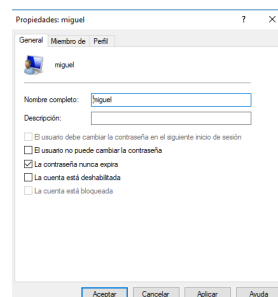 Propiedades: miguel ? ×
General Miembro de Perfil
miguel
Nombre completo: miguel
Descripción:
El usuario debe cambiar la contraseña en el siguiente inicio de sesión
El usuario no puede cambiar la contraseña
La contraseña nunca expira
La cuenta está deshabilitada
La cuenta está bloqueada
Aceptar Cancelar Aplicar Ayuda